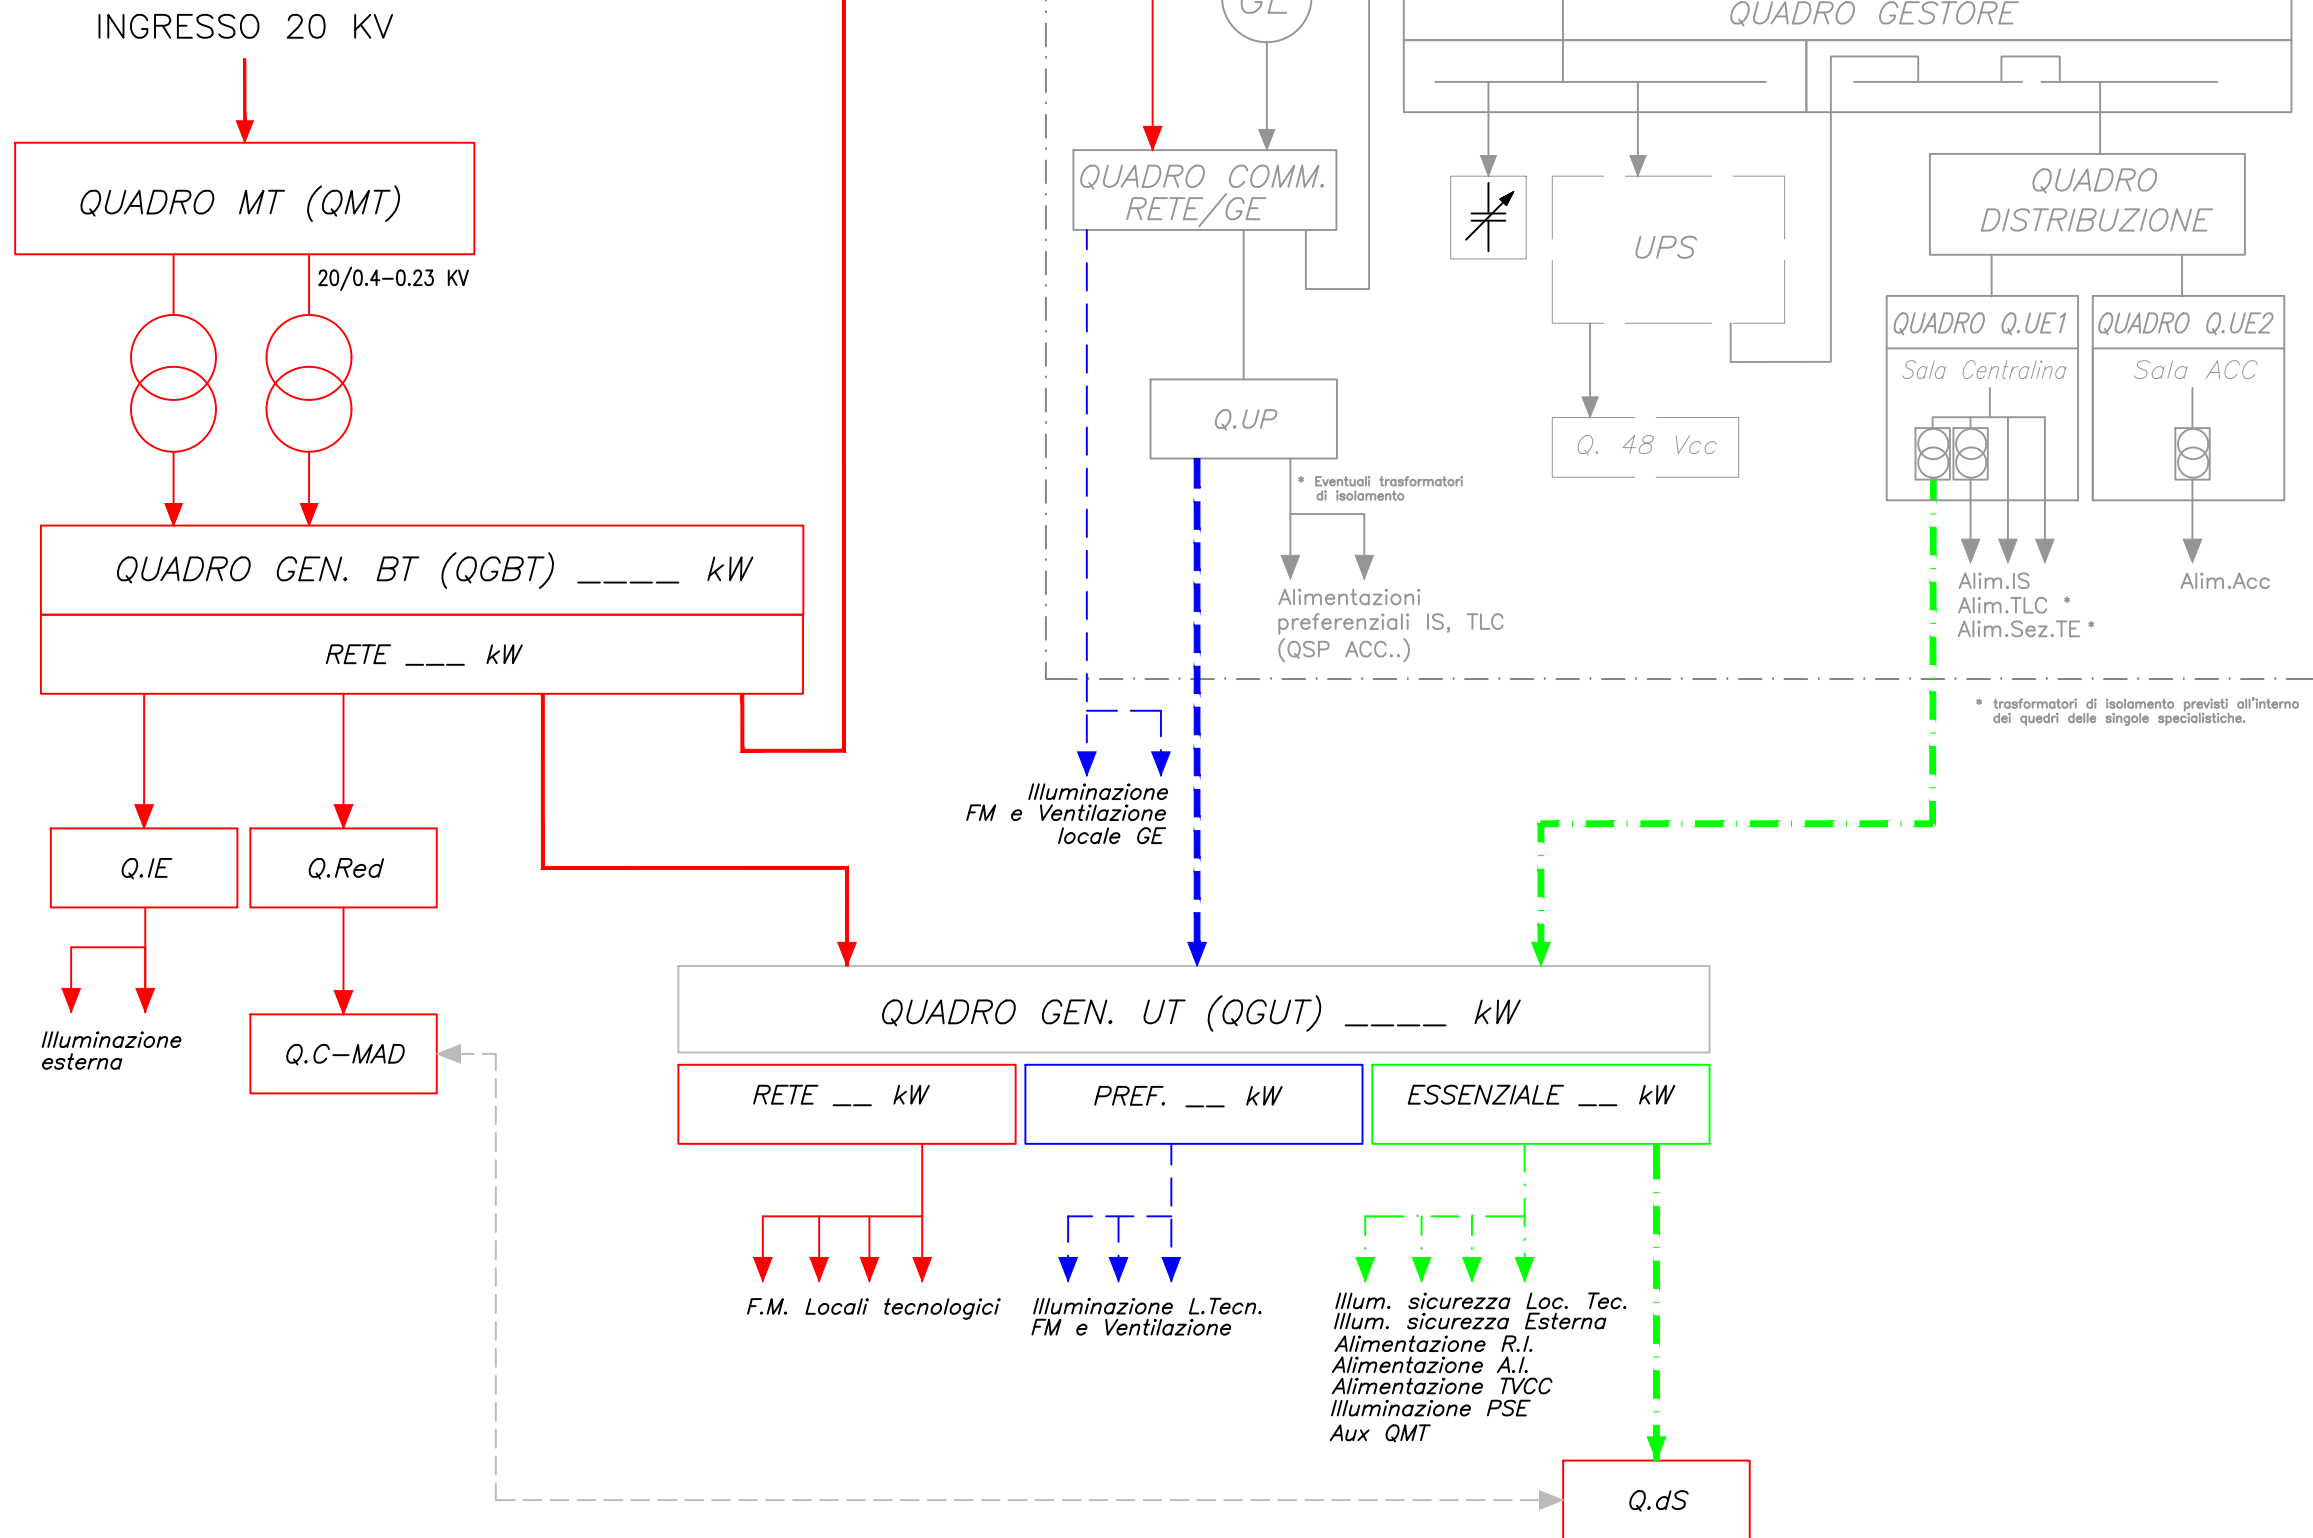 INGRESSO 20 KV
QUADRO MT (QMT)
20/0.4-0.23 KV
QUADRO GEN. BT (QGBT) ____ kW
RETE ___ kW
Q.IE
Q.Red
Illuminazione
esterna
Q.C-MAD
GE
QUADRO COMM.
RETE/GE
Q.UP
* Eventuali trasformatori
di isolamento
Alimentazioni
preferenziali IS, TLC
(QSP ACC..)
Illuminazione
FM e Ventilazione
locale GE
QUADRO GESTORE
UPS
Q. 48 Vcc
QUADRO
DISTRIBUZIONE
QUADRO Q.UE1
Sala Centralina
QUADRO Q.UE2
Sala ACC
Alim.IS
Alim.TLC *
Alim.Sez.TE *
Alim.Acc
* trasformatori di isolamento previsti all'interno
dei quedri delle singole specialistiche.
QUADRO GEN. UT (QGUT) ____ kW
RETE __ kW
PREF. __ kW
ESSENZIALE __ kW
F.M. Locali tecnologici
Illuminazione L.Tecn.
FM e Ventilazione
Illum. sicurezza Loc. Tec.
Illum. sicurezza Esterna
Alimentazione R.I.
Alimentazione A.I.
Alimentazione TVCC
Illuminazione PSE
Aux QMT
Q.dS